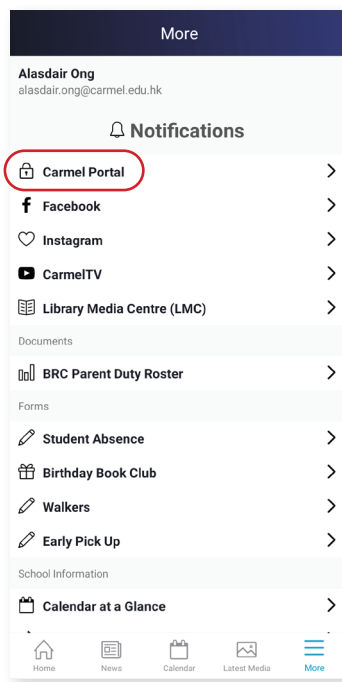 More
Alasdair Ong
alasdair.ong@carmel.edu.hk
Notifications
Carmel Portal
Facebook
Instagram
CarmelTV
Library Media Centre (LMC)
Documents
BRC Parent Duty Roster
Forms
Student Absence
Birthday Book Club
Walkers
Early Pick Up
School Information
Calendar at a Glance
Home News Calendar Latest Media More